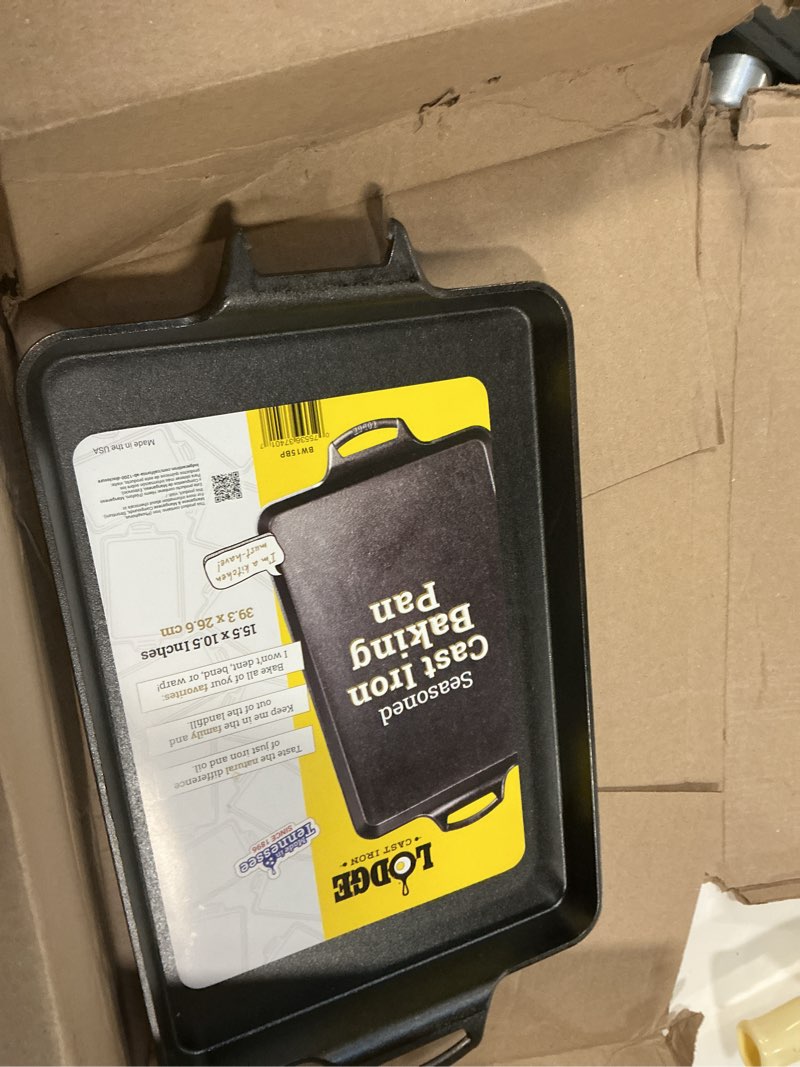 LODGE
CAST IRON
Seasoned
Cast Iron
Baking
Pan
Made in
Tennessee
SINCE 1896
Taste the natural difference
of just iron and oil.
Keep me in the family and
out of the landfill.
Bake all of your favorites.
I won't dent, bend, or warp!
15.5 x 10.5 Inches
39.3 x 26.6 cm
I'm a kitchen
must-have!
LODGE
BW15BP
Made in the USA